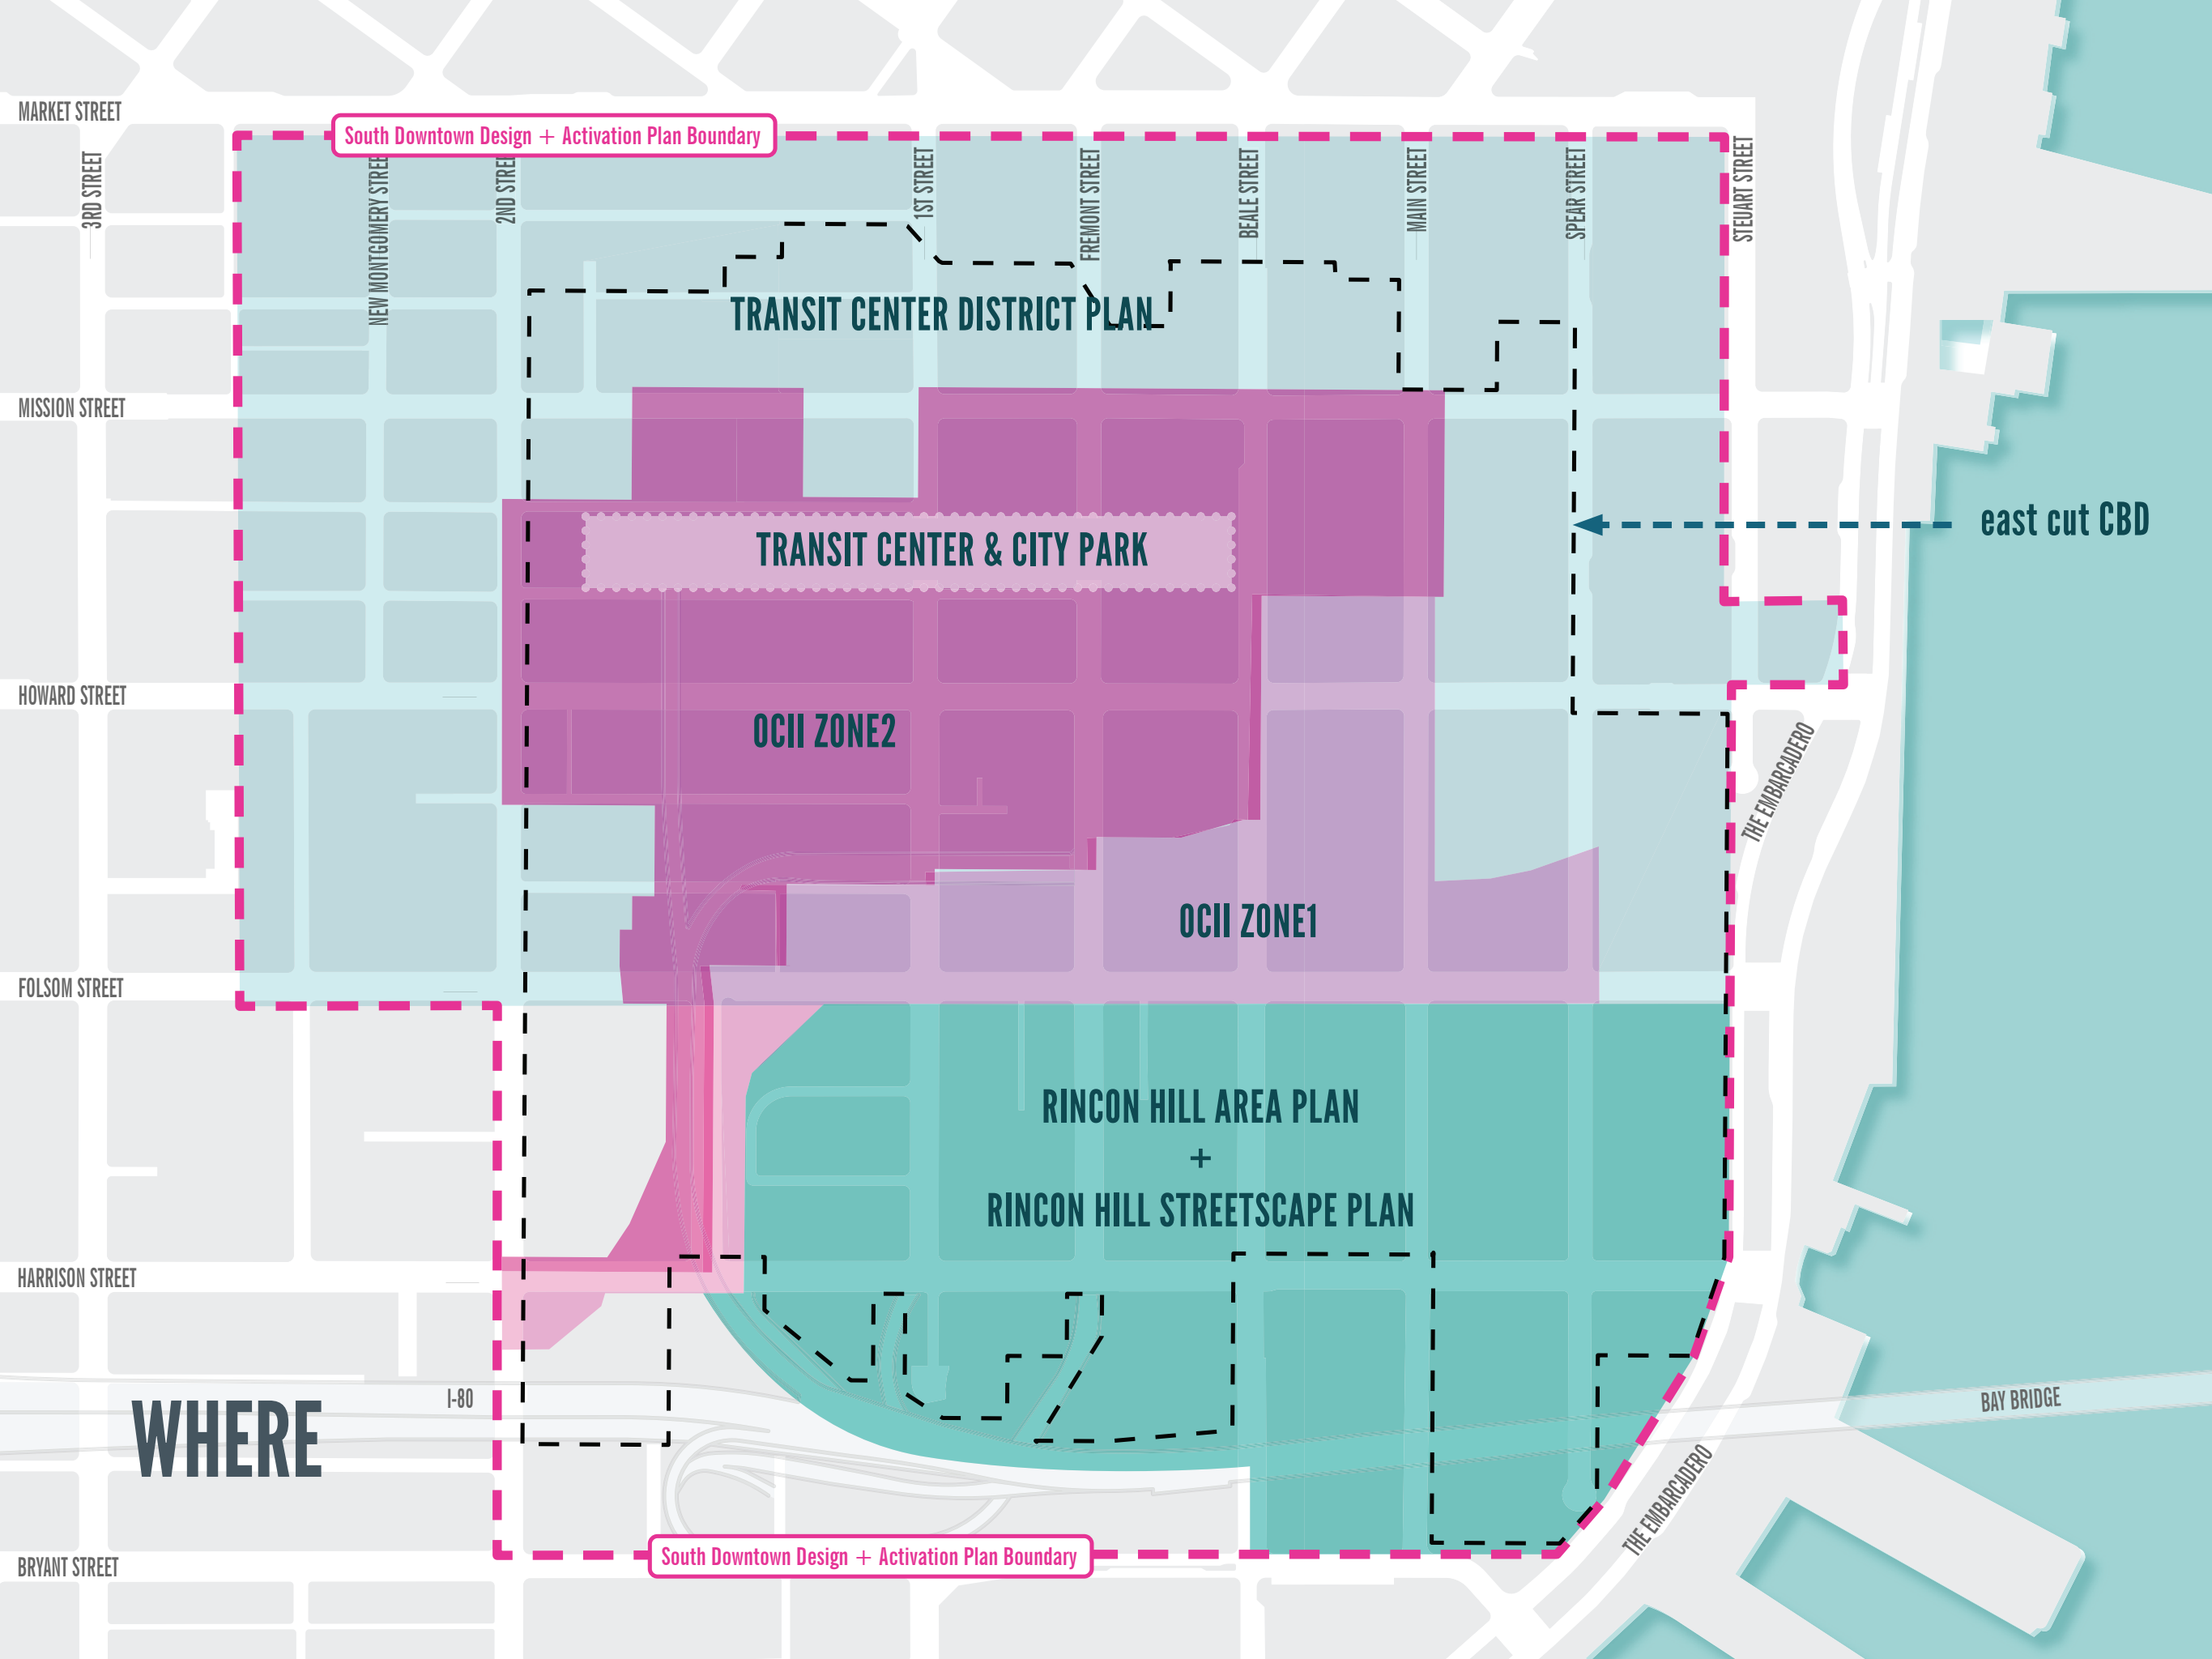 MARKET STREET
South Downtown Design + Activation Plan Boundary
3RD STREET
NEW MONTGOMERY STREE
2ND STREE
1ST STREET
FREMONT STREET
BEALE STREET
MAIN STREET
SPEAR STREET
STEUART STREET
TRANSIT CENTER DISTRICT PLAN
MISSION STREET
east cut CBD
TRANSIT CENTER & CITY PARK
HOWARD STREET
OCII ZONE2
THE EMBARCADERO
OCII ZONE1
FOLSOM STREET
RINCON HILL AREA PLAN
+
RINCON HILL STREETSCAPE PLAN
HARRISON STREET
I-80
BAY BRIDGE
WHERE
THE EMBARCADERO
South Downtown Design + Activation Plan Boundary
BRYANT STREET